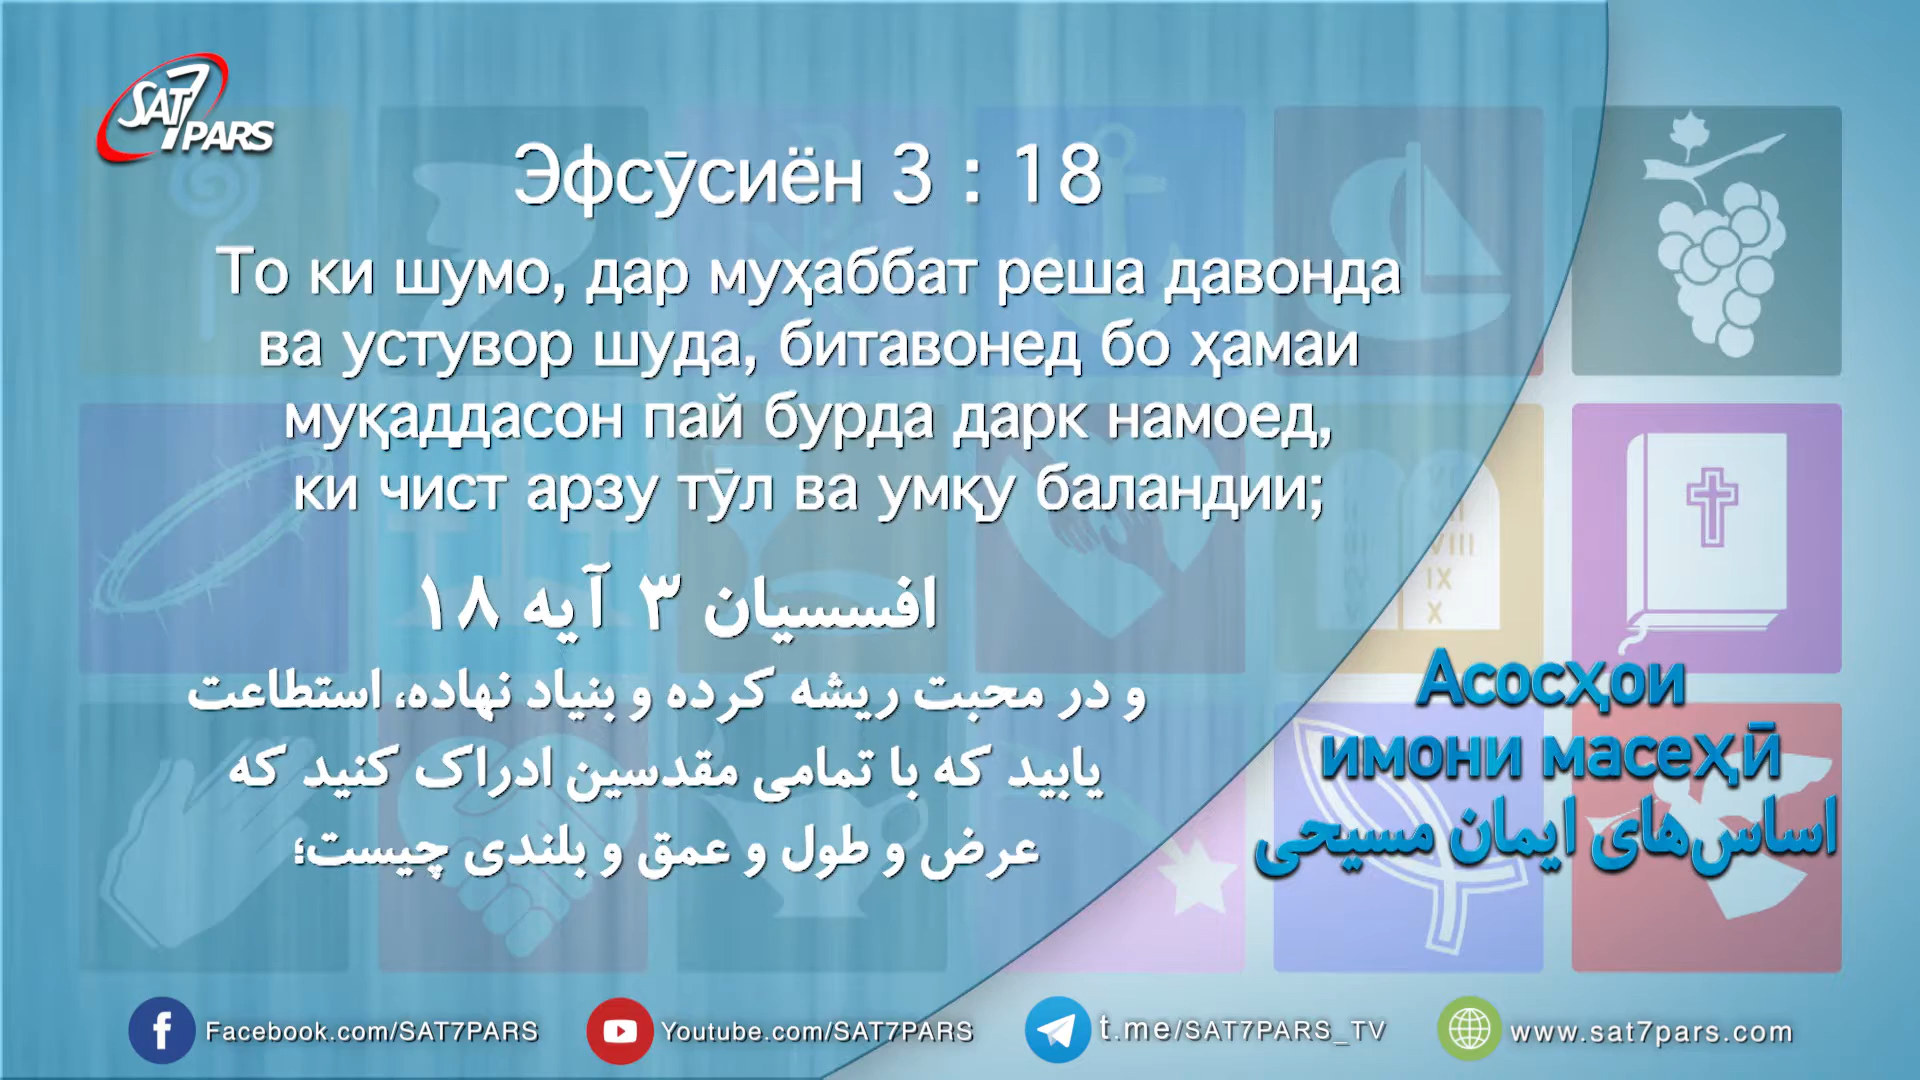 SAT7 PARS
Эфсӯсиён 3 : 18
То ки шумо, дар муҳаббат реша давонда
ва устувор шуда, битавонед бо ҳамаи
муқаддасон пай бурда дарк намоед,
ки чист арзу тӯл ва умқу баландии;
افسسیان ۳ آیه ۱۸
و در محبت ریشه کرده و بنیاد نهاده، استطاعت
یابید که با تمامی مقدسین ادراک کنید که
عرض و طول و عمق و بلندی چیست؛
VIII
IX
X
Асосҳои
имони масеҳӣ
اساس‌های ایمان مسیحی
Facebook.com/SAT7PARS
Youtube.com/SAT7PARS
t.me/SAT7PARS_TV
www.sat7pars.com